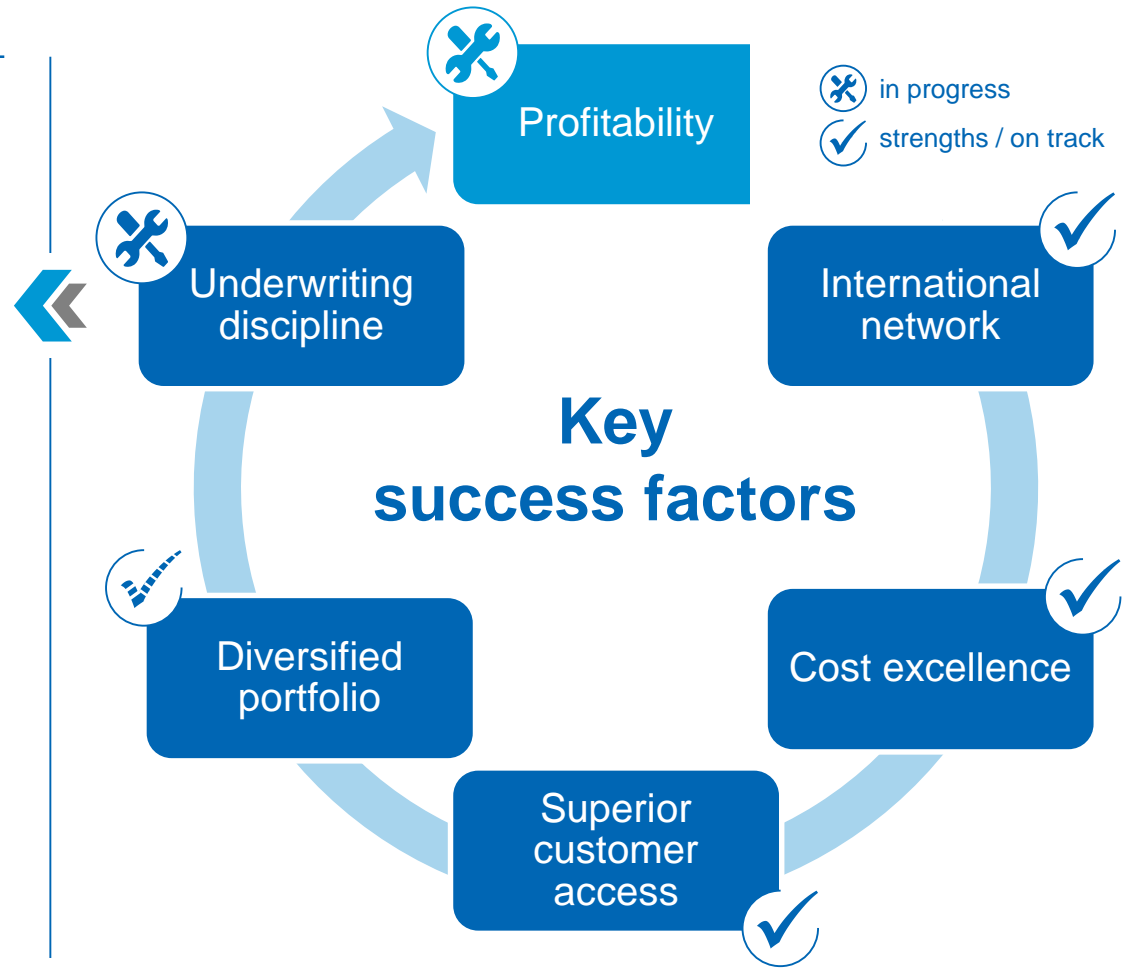 Profitability
in progress
strengths / on track
Underwriting
discipline
International
network
Key
success factors
Diversified
portfolio
Cost excellence
Superior
customer
access